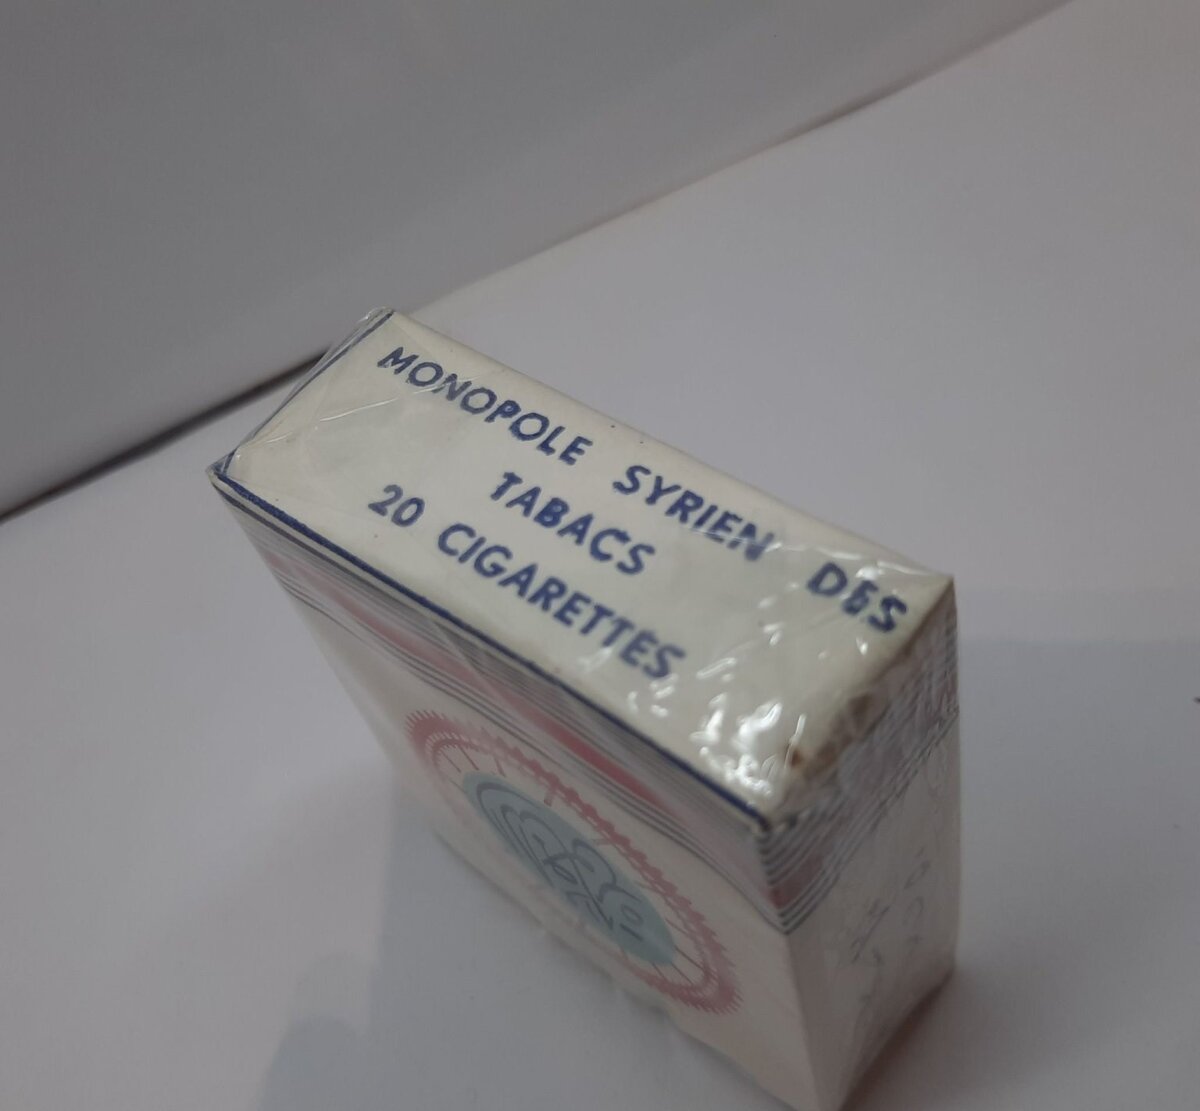 MONOPOLE SYRIEN DES
TABACS
20 CIGARETTES